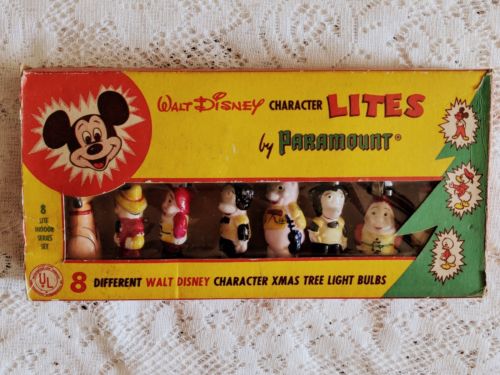 WALT DISNEY CHARACTER LITES
by PARAMOUNT®
8
LITE
INDOOR
SERIES
SET
UL
8 DIFFERENT WALT DISNEY CHARACTER XMAS TREE LIGHT BULBS